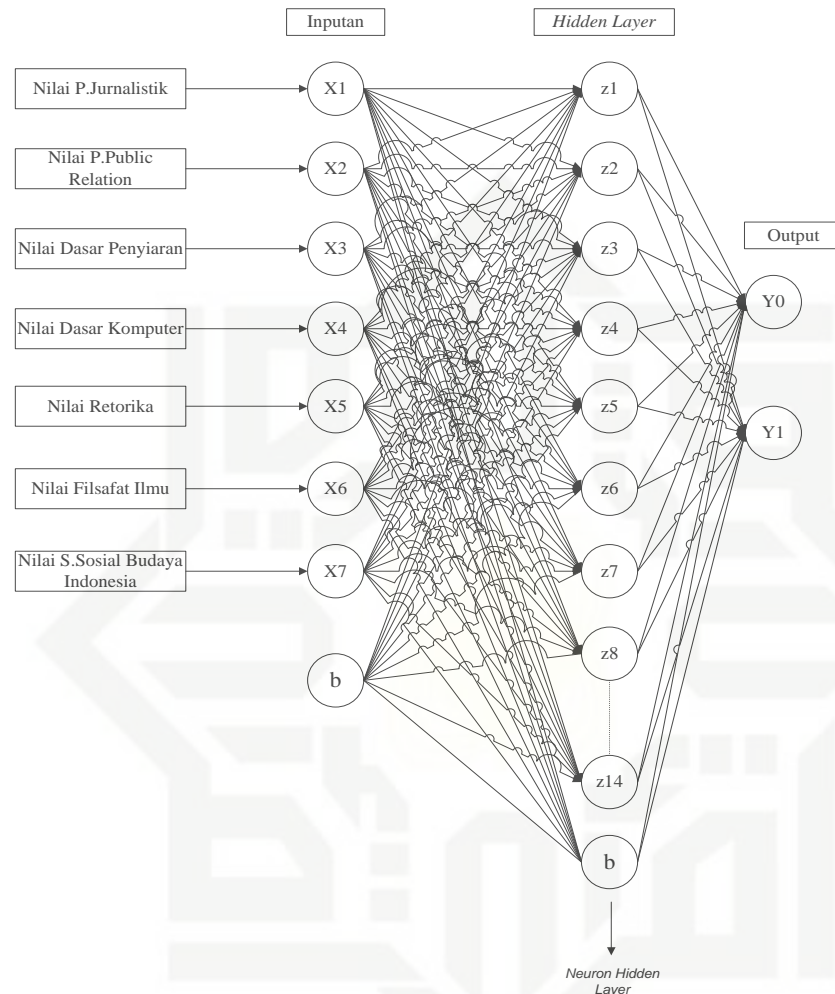 Inputan
Hidden Layer
Nilai P.Jurnalistik
X1
z1
Nilai P.Public
Relation
X2
z2
Nilai Dasar Penyiaran
X3
z3
Output
Nilai Dasar Komputer
X4
z4
Y0
Nilai Retorika
X5
z5
Y1
Nilai Filsafat Ilmu
X6
z6
Nilai S.Sosial Budaya
Indonesia
X7
z7
b
z8
z14
b
Neuron Hidden
Layer